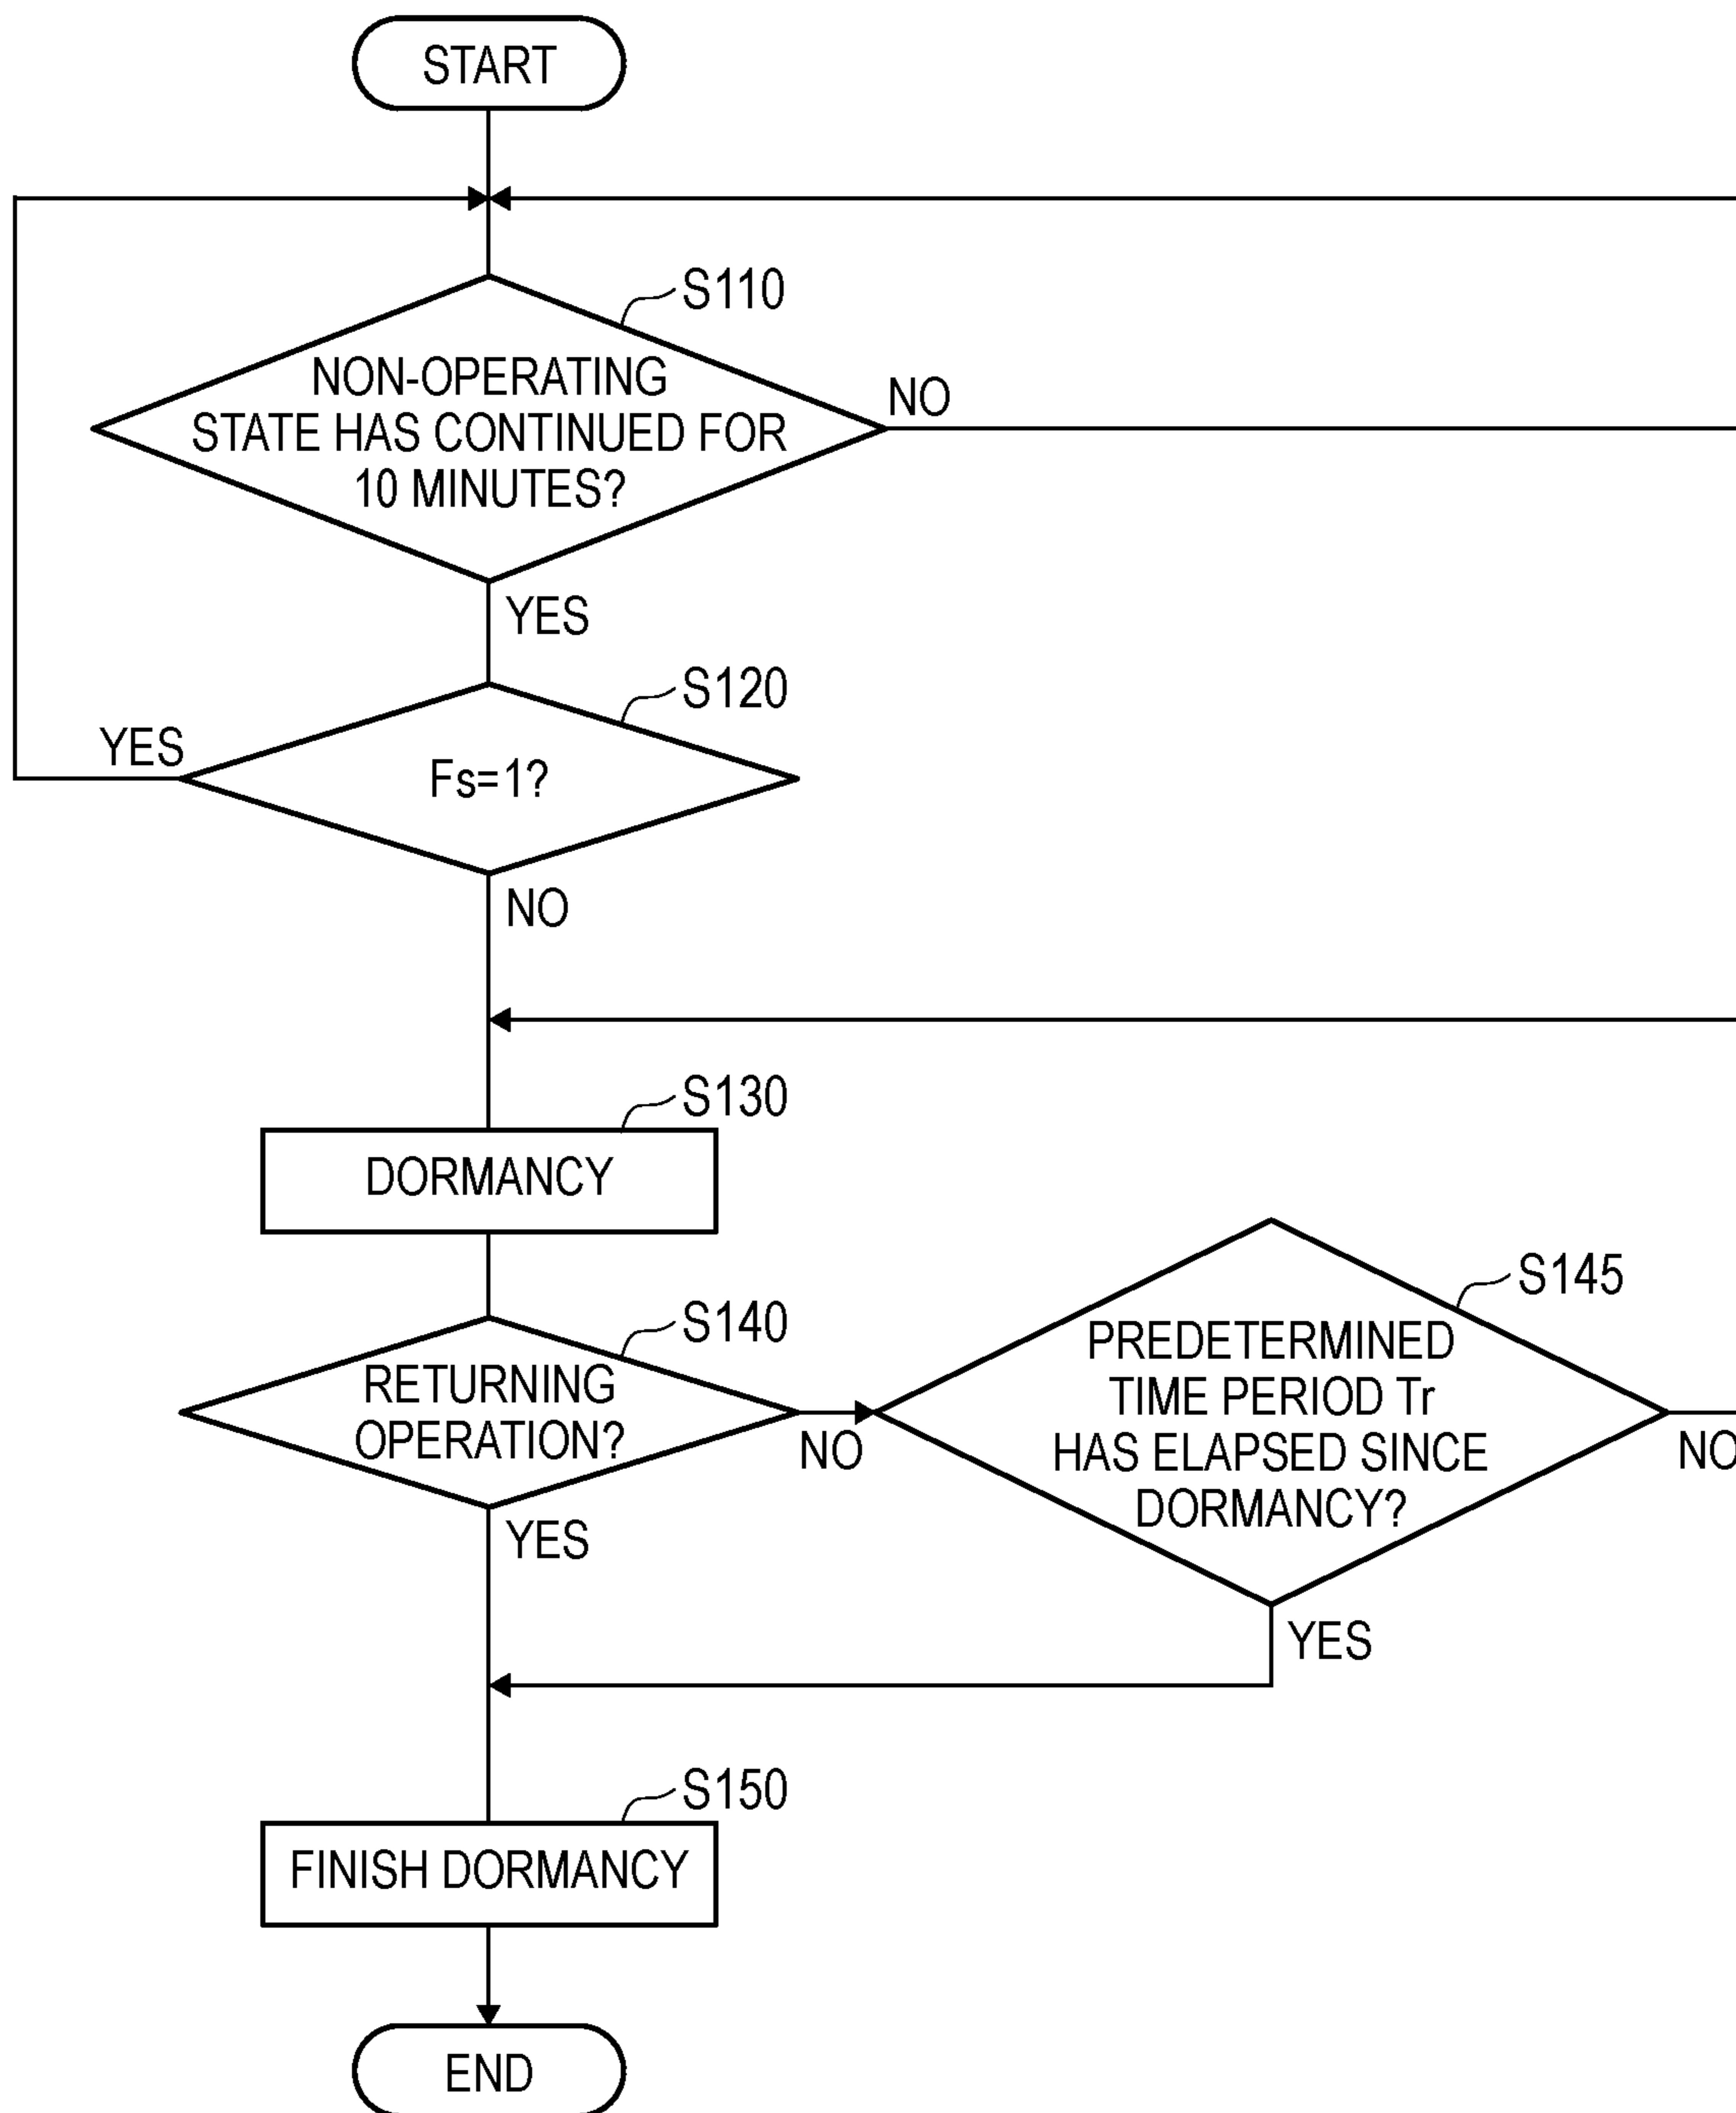 START
S110
NON-OPERATING
STATE HAS CONTINUED FOR
10 MINUTES?
NO
YES
S120
YES
Fs=1?
NO
S130
DORMANCY
S140
RETURNING
OPERATION?
NO
YES
S145
PREDETERMINED
TIME PERIOD Tr
HAS ELAPSED SINCE
DORMANCY?
NO
YES
S150
FINISH DORMANCY
END